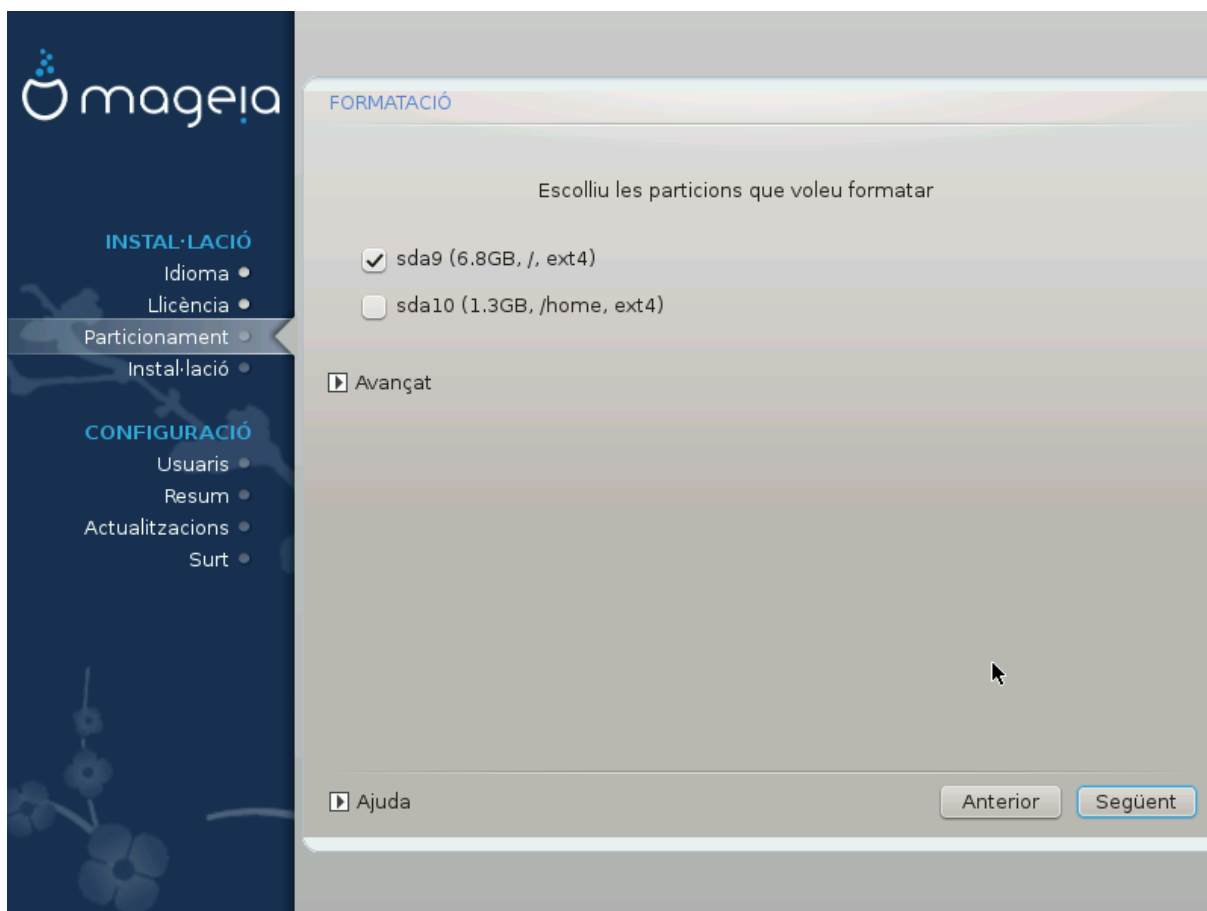 mageia
INSTAL·LACIÓ
Idioma
Llicència
Particionament
Instal·lació
CONFIGURACIÓ
Usuaris
Resum
Actualitzacions
Surt
FORMATACIÓ
Escolliu les particions que voleu formatar
sda9 (6.8GB, /, ext4)
sda10 (1.3GB, /home, ext4)
Avançat
Ajuda
Anterior
Següent